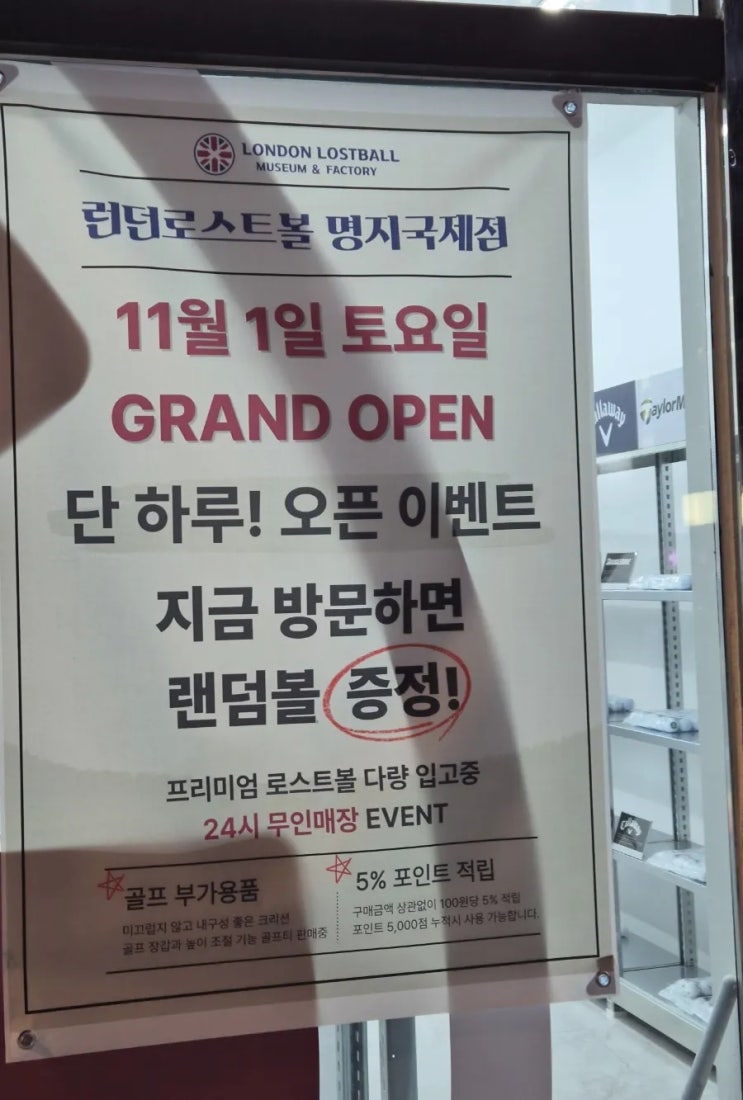 LONDON LOSTBALL
MUSEUM & FACTORY
런던로스트볼 명지국제점
11월 1일 토요일
GRAND OPEN
단 하루! 오픈 이벤트
지금 방문하면
랜덤볼 증정!
프리미엄 로스트볼 다량 입고중
24시 무인매장 EVENT
골프 부가용품
미끄럽지 않고 내구성 좋은 크리션
골프 장갑과 높이 조절 기능 골프티 판매중
5% 포인트 적립
구매금액 상관없이 100원당 5% 적립
포인트 5,000점 누적시 사용 가능합니다.
allaway
TaylorM